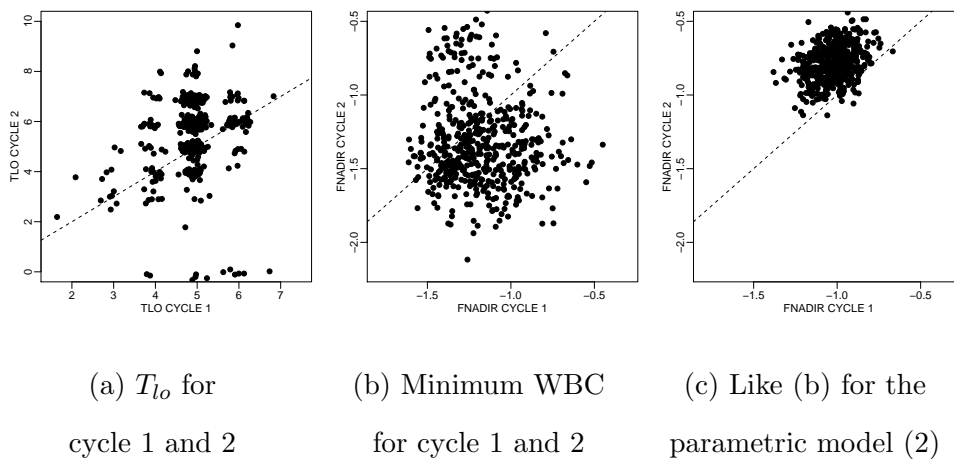 10
8
6
4
2
0
TLO CYCLE 2
2 3 4 5 6 7
TLO CYCLE 1
−0.5
−1.0
−1.5
−2.0
FNADIR CYCLE 2
−1.5 −1.0 −0.5
FNADIR CYCLE 1
−0.5
−1.0
−1.5
−2.0
FNADIR CYCLE 2
−1.5 −1.0 −0.5
FNADIR CYCLE 1
(a) T_{lo} for
cycle 1 and 2
(b) Minimum WBC
for cycle 1 and 2
(c) Like (b) for the
parametric model (2)